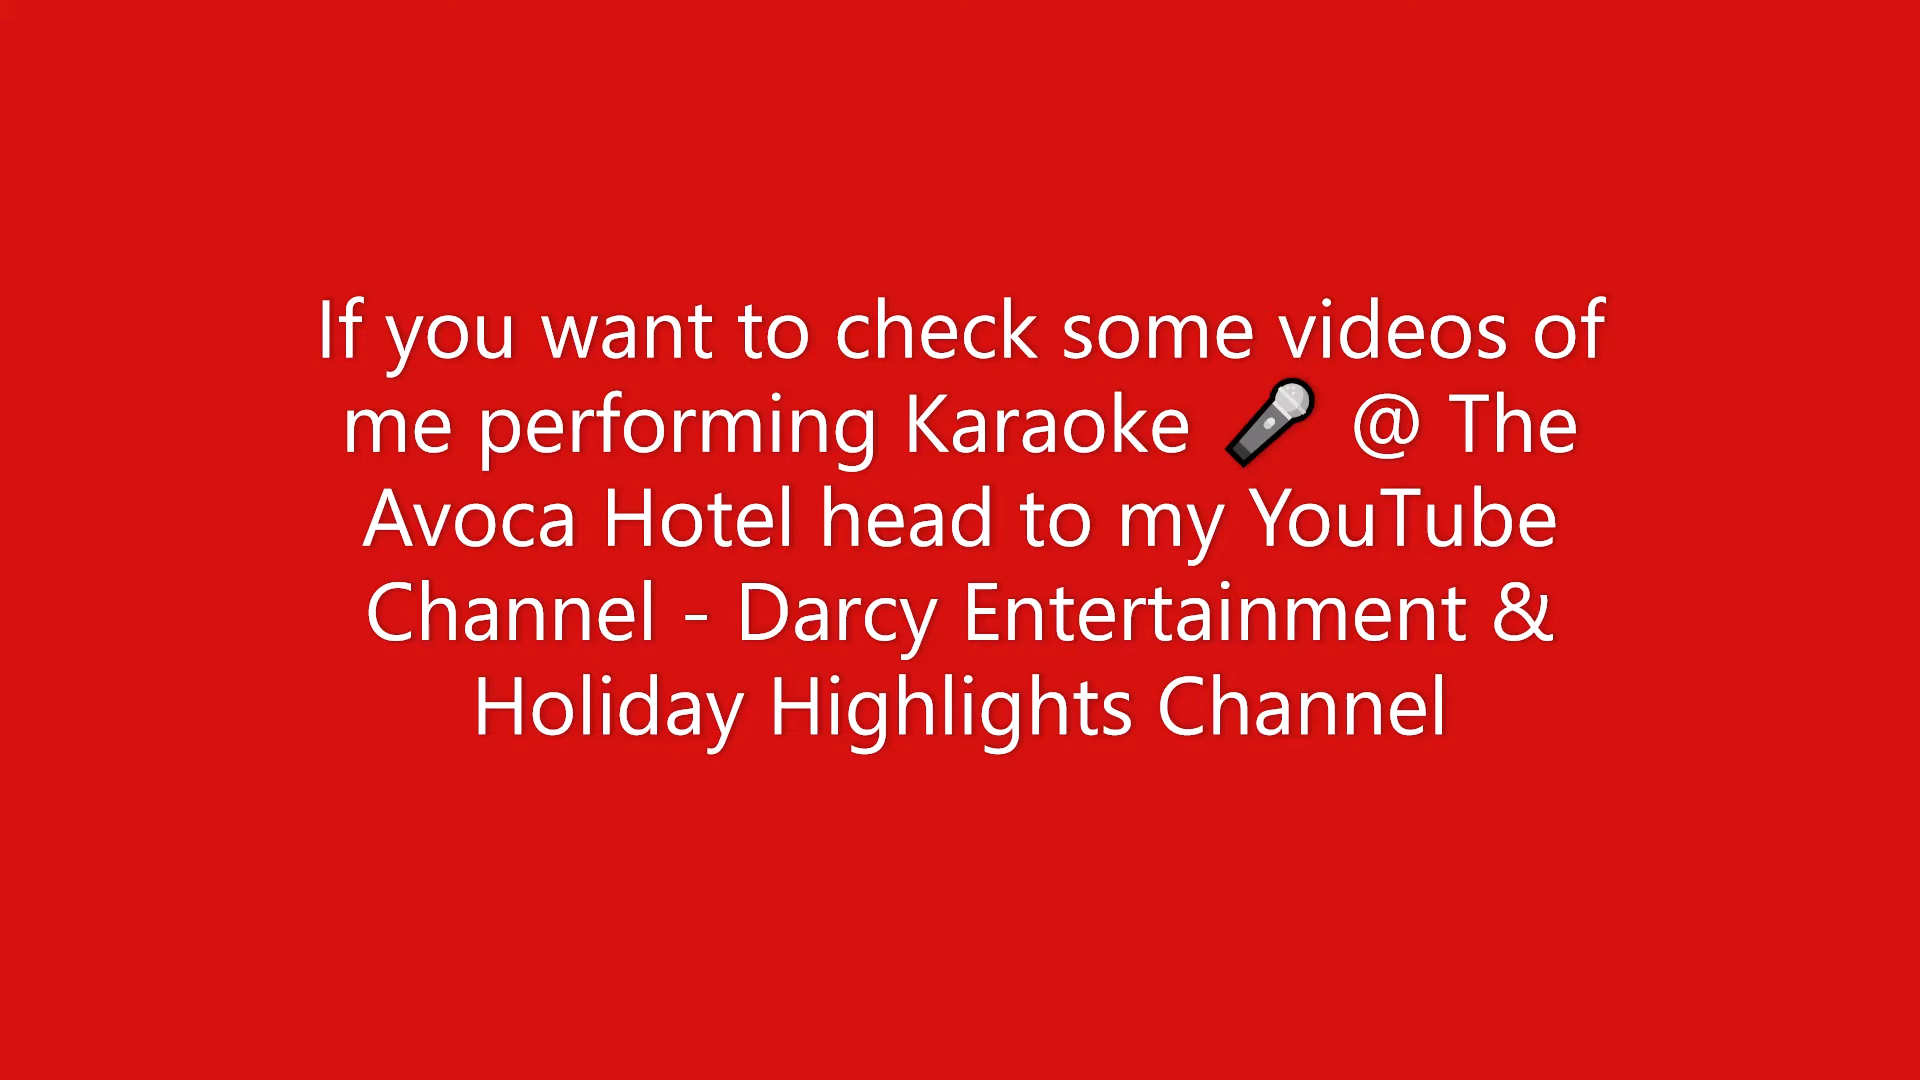 If you want to check some videos of
me performing Karaoke 🎤 @ The
Avoca Hotel head to my YouTube
Channel - Darcy Entertainment &
Holiday Highlights Channel